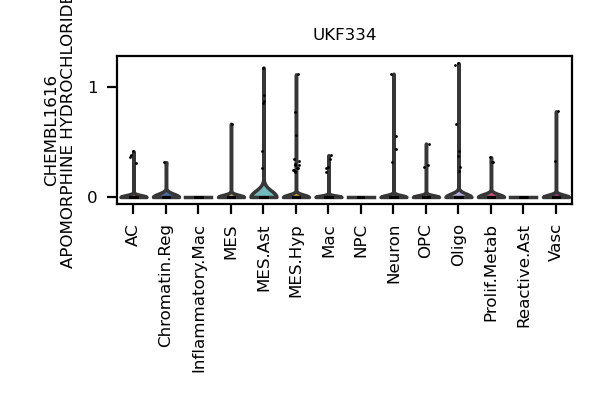 UKF334
CHEMBL1616
APOMORPHINE HYDROCHLORIDE
1
0
AC
Chromatin.Reg
Inflammatory.Mac
MES
MES.Ast
MES.Hyp
Mac
NPC
Neuron
OPC
Oligo
Prolif.Metab
Reactive.Ast
Vasc